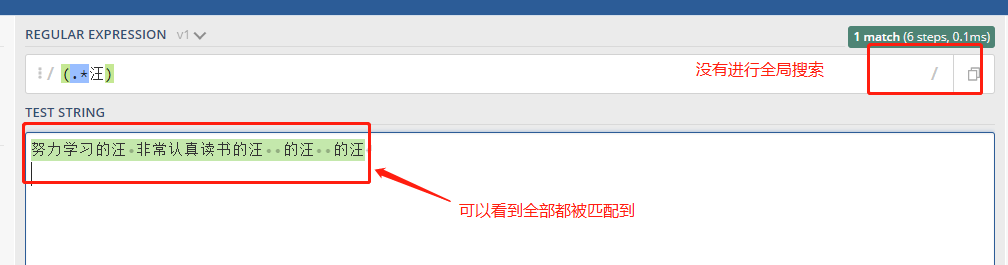 REGULAR EXPRESSION v1
1 match (6 steps, 0.1ms)
/ (.*汪) /
没有进行全局搜索
TEST STRING
努力学习的汪·非常认真读书的汪··的汪··的汪·
可以看到全部都被匹配到